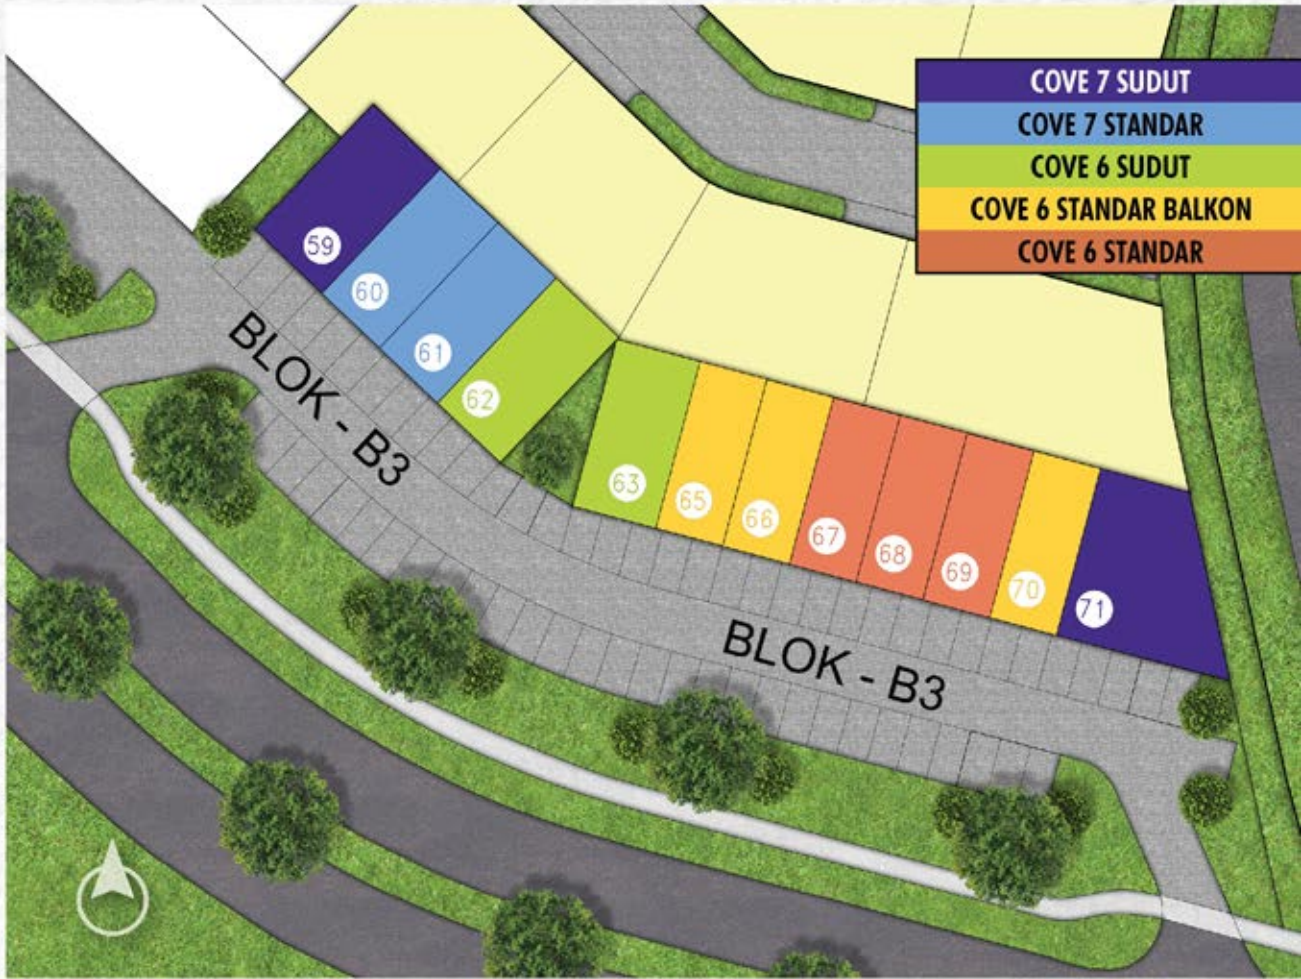 COVE 7 SUDUT
COVE 7 STANDAR
COVE 6 SUDUT
COVE 6 STANDAR BALKON
COVE 6 STANDAR
59
60
61
62
BLOK - B3
63
65
66
67
68
69
70
71
BLOK - B3